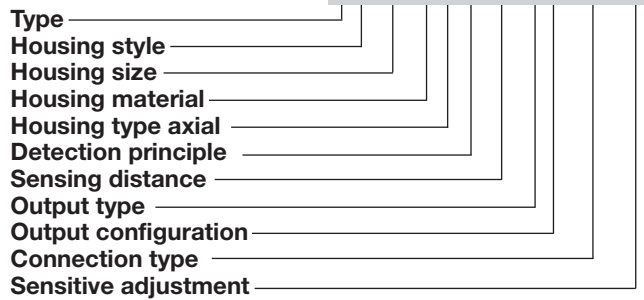 Type
Housing style
Housing size
Housing material
Housing type axial
Detection principle
Sensing distance
Output type
Output configuration
Connection type
Sensitive adjustment